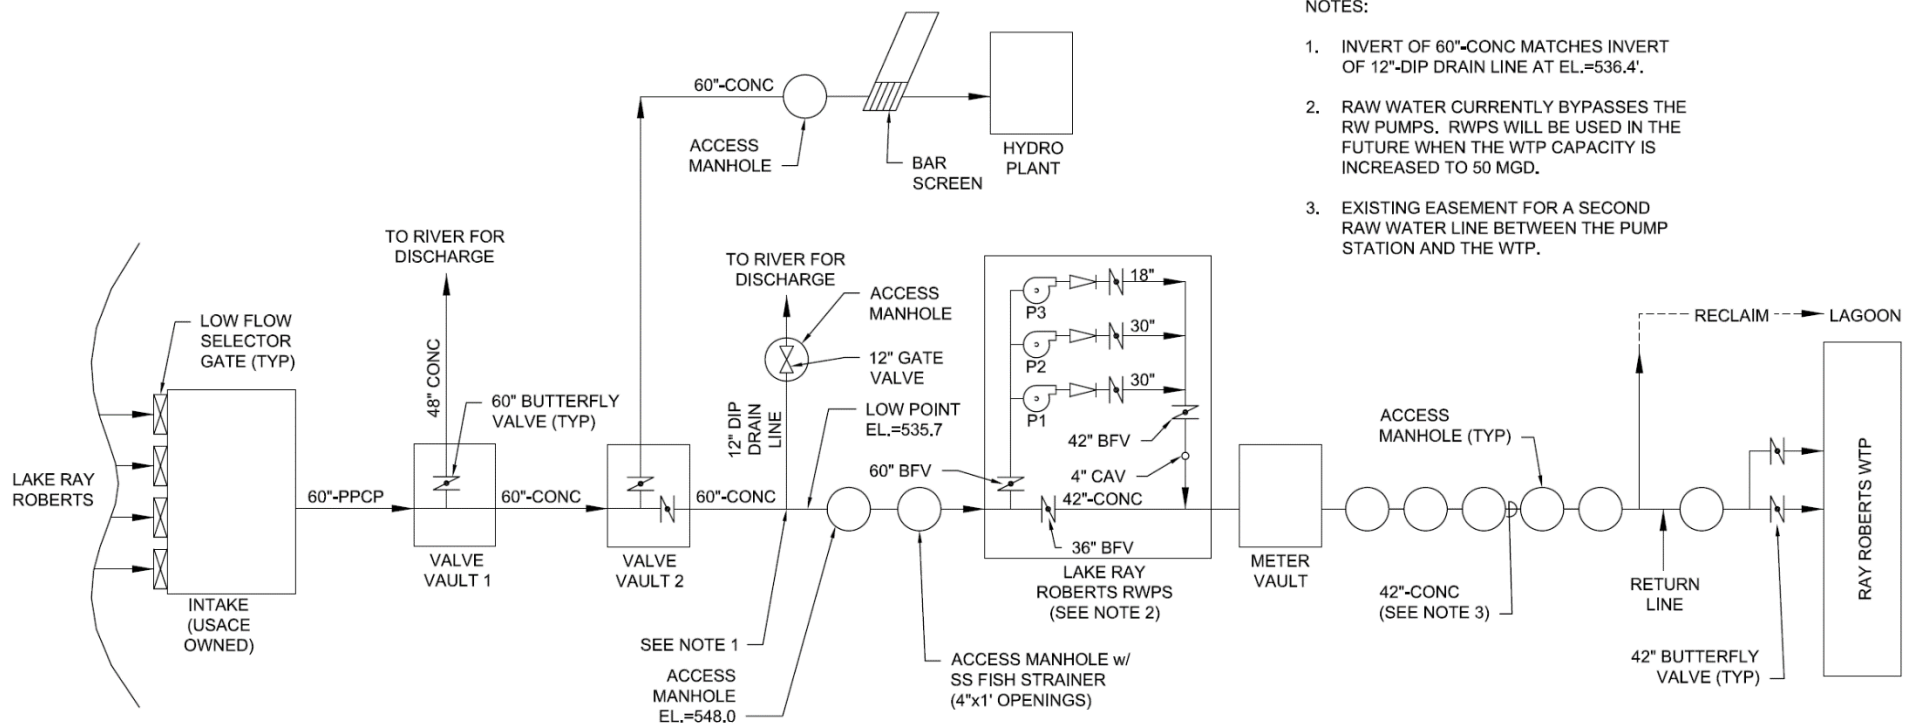 NOTES:
1. INVERT OF 60"-CONC MATCHES INVERT
OF 12"-DIP DRAIN LINE AT EL.=536.4'.
2. RAW WATER CURRENTLY BYPASSES THE
RW PUMPS. RWPS WILL BE USED IN THE
FUTURE WHEN THE WTP CAPACITY IS
INCREASED TO 50 MGD.
3. EXISTING EASEMENT FOR A SECOND
RAW WATER LINE BETWEEN THE PUMP
STATION AND THE WTP.
60"-CONC
ACCESS
MANHOLE
BAR
SCREEN
HYDRO
PLANT
TO RIVER FOR
DISCHARGE
TO RIVER FOR
DISCHARGE
LOW FLOW
SELECTOR
GATE (TYP)
48" CONC
60" BUTTERFLY
VALVE (TYP)
ACCESS
MANHOLE
12" GATE
VALVE
12" DIP
DRAIN
LINE
LOW POINT
EL.=535.7
P3
18"
P2
30"
P1
30"
42" BFV
60" BFV
4" CAV
42"-CONC
36" BFV
LAKE RAY
ROBERTS
60"-PPCP
60"-CONC
60"-CONC
INTAKE
(USACE
OWNED)
VALVE
VAULT 1
VALVE
VAULT 2
SEE NOTE 1
ACCESS
MANHOLE
EL.=548.0
ACCESS MANHOLE w/
SS FISH STRAINER
(4"x1' OPENINGS)
LAKE RAY
ROBERTS RWPS
(SEE NOTE 2)
METER
VAULT
ACCESS
MANHOLE (TYP)
42"-CONC
(SEE NOTE 3)
RECLAIM
LAGOON
RETURN
LINE
42" BUTTERFLY
VALVE (TYP)
RAY ROBERTS WTP